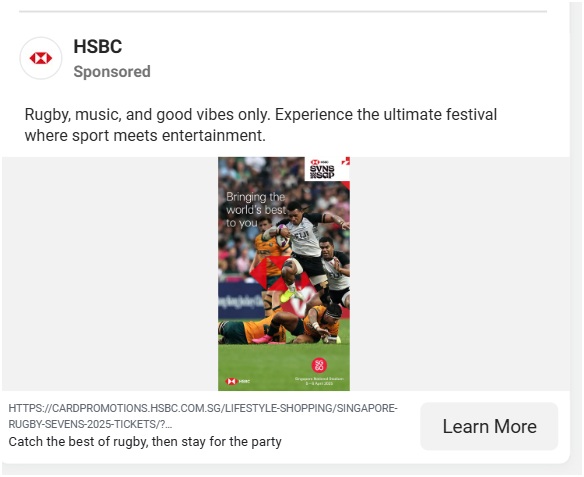 HSBC
Sponsored
Rugby, music, and good vibes only. Experience the ultimate festival
where sport meets entertainment.
HSBC
SVNS
SGP
Bringing the
world's best
to you
FIJI
SG
60
HSBC
Singapore National Stadium
5 - 6 April 2025
HTTPS://CARDPROMOTIONS.HSBC.COM.SG/LIFESTYLE-SHOPPING/SINGAPORE-
RUGBY-SEVENS-2025-TICKETS/?...
Catch the best of rugby, then stay for the party
Learn More